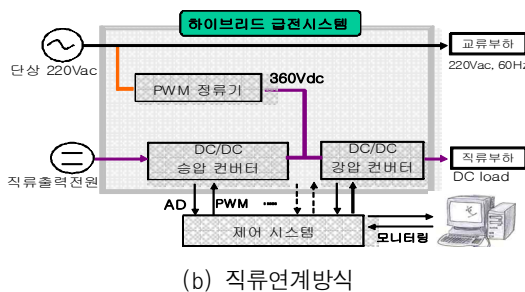 하이브리드 급전시스템
단상 220Vac
교류부하
220Vac, 60Hz
360Vdc
PWM 정류기
DC/DC
승압 컨버터
DC/DC
강압 컨버터
직류출력전원
직류부하
DC load
AD
PWM
제어 시스템
모니터링
(b) 직류연계방식